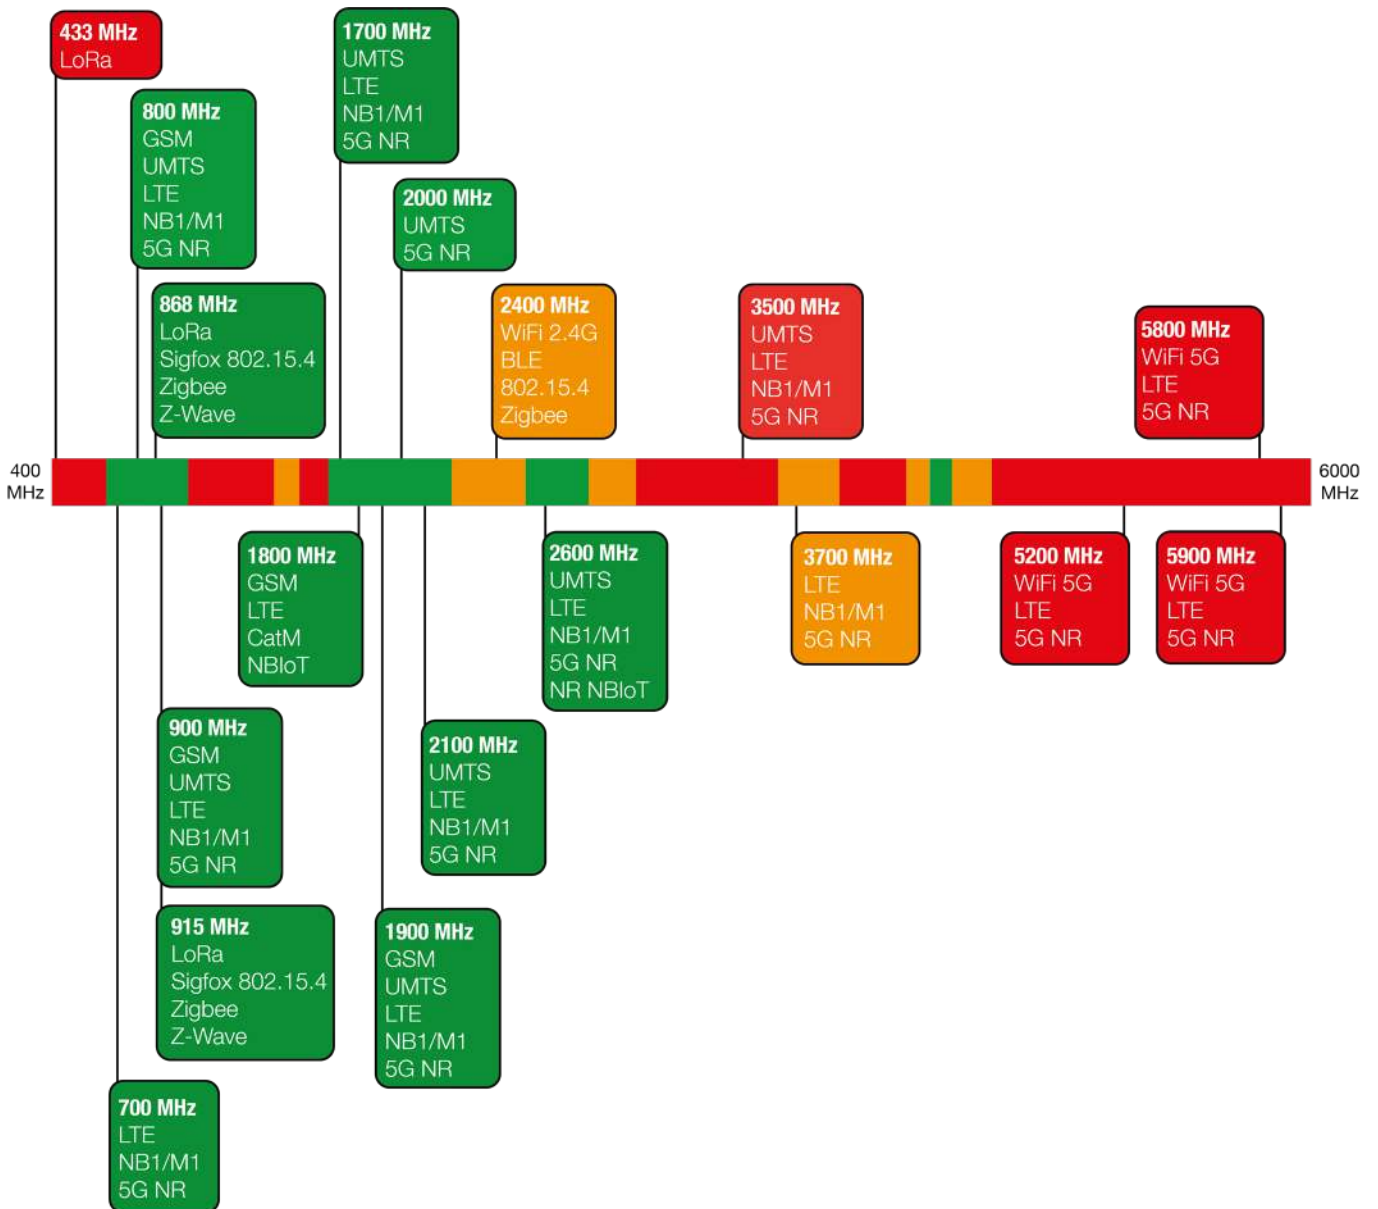 433 MHz
LoRa
800 MHz
GSM
UMTS
LTE
NB1/M1
5G NR
868 MHz
LoRa
Sigfox 802.15.4
Zigbee
Z-Wave
1700 MHz
UMTS
LTE
NB1/M1
5G NR
2000 MHz
UMTS
5G NR
2400 MHz
WiFi 2.4G
BLE
802.15.4
Zigbee
3500 MHz
UMTS
LTE
NB1/M1
5G NR
5800 MHz
WiFi 5G
LTE
5G NR
400
MHz
6000
MHz
1800 MHz
GSM
LTE
CatM
NBIoT
2600 MHz
UMTS
LTE
NB1/M1
5G NR
NR NBIoT
3700 MHz
LTE
NB1/M1
5G NR
5200 MHz
WiFi 5G
LTE
5G NR
5900 MHz
WiFi 5G
LTE
5G NR
900 MHz
GSM
UMTS
LTE
NB1/M1
5G NR
2100 MHz
UMTS
LTE
NB1/M1
5G NR
915 MHz
LoRa
Sigfox 802.15.4
Zigbee
Z-Wave
1900 MHz
GSM
UMTS
LTE
NB1/M1
5G NR
700 MHz
LTE
NB1/M1
5G NR